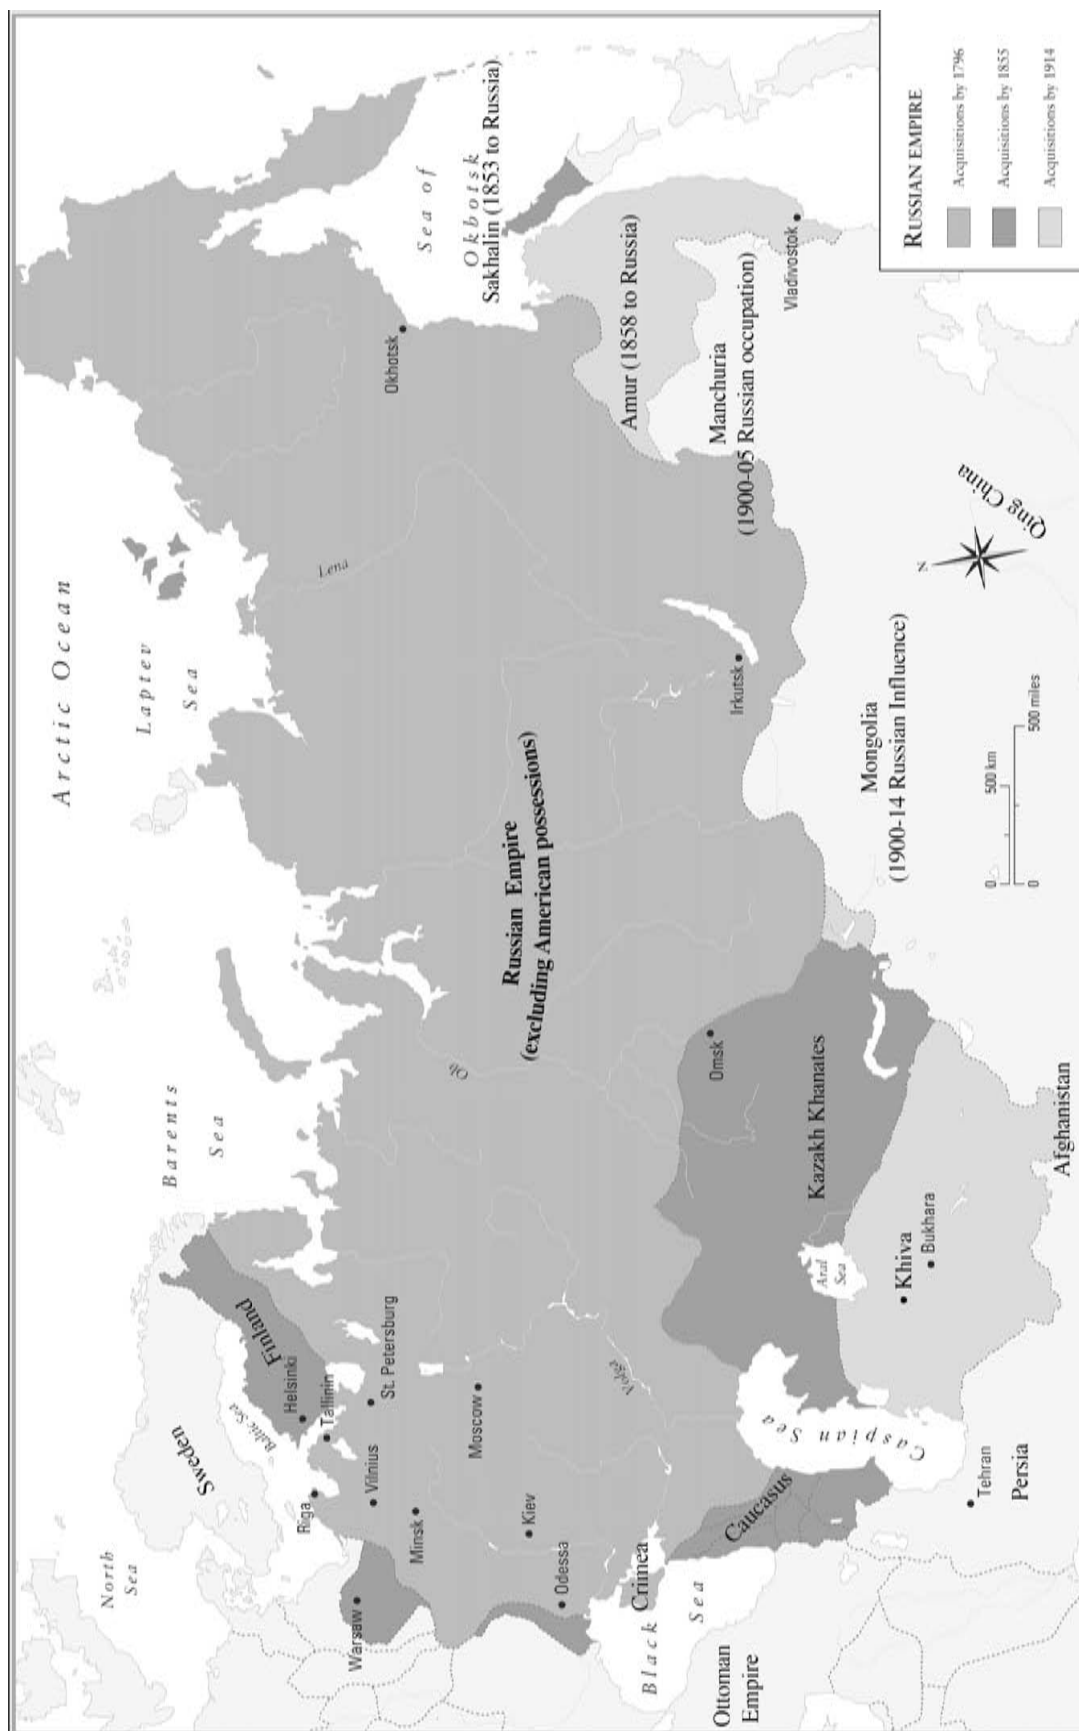 Arctic Ocean
Barents
Sea
Laptev
Sea
North
Sea
Sweden
Finland
Helsinki
Baltic Sea
Tallinin
Riga
St. Petersburg
Vilnius
Minsk
Moscow
Warsaw
Kiev
Odessa
Crimea
Black
Sea
Ottoman
Empire
Caucasus
Caspian Sea
Tehran
Persia
Volga
Ob
Lena
Russian Empire
(excluding American possessions)
Omsk
Kazakh Khanates
Aral
Sea
Khiva
Bukhara
Afghanistan
Irkutsk
Mongolia
(1900-14 Russian Influence)
Okhotsk
Sea of
Okbotsk
Sakhalin (1853 to Russia)
Amur (1858 to Russia)
Manchuria
(1900-05 Russian occupation)
Vladivostok
Qing China
N
0 500 km
0 500 miles
RUSSIAN EMPIRE
Acquisitions by 1796
Acquisitions by 1855
Acquisitions by 1914